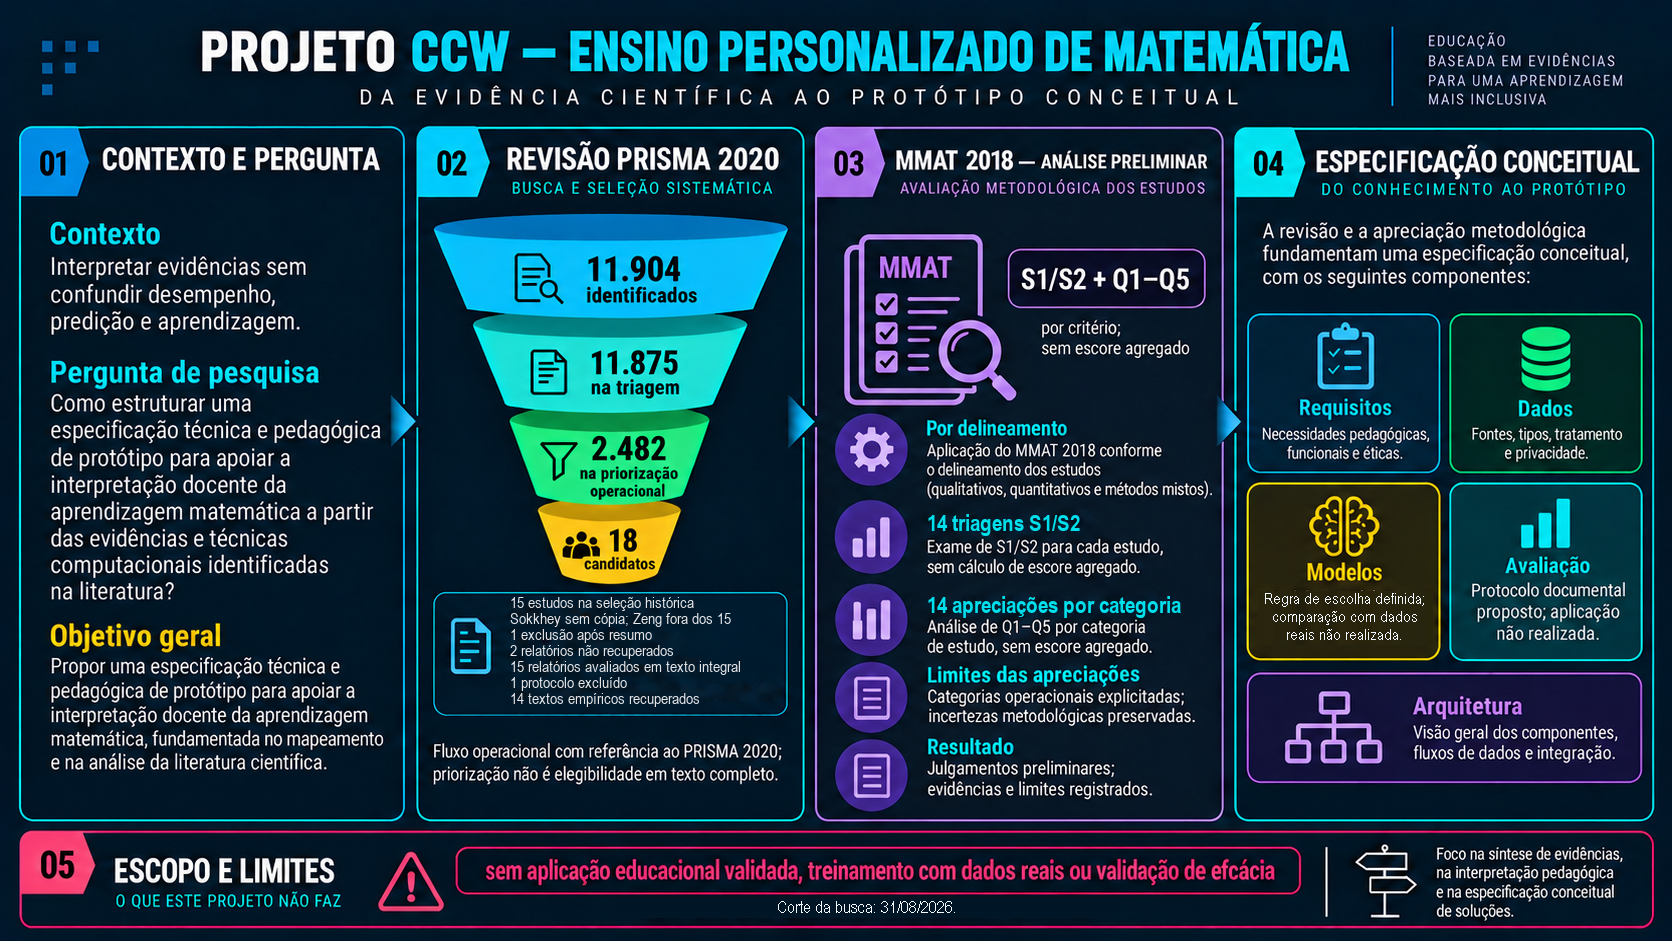 PROJETO CCW — ENSINO PERSONALIZADO DE MATEMÁTICA
DA EVIDÊNCIA CIENTÍFICA AO PROTÓTIPO CONCEITUAL
EDUCAÇÃO
BASEADA EM EVIDÊNCIAS
PARA UMA APRENDIZAGEM
MAIS INCLUSIVA
01
CONTEXTO E PERGUNTA
Contexto
Interpretar evidências sem
confundir desempenho,
predição e aprendizagem.
Pergunta de pesquisa
Como estruturar uma
especificação técnica e pedagógica
de protótipo para apoiar a
interpretação docente da
aprendizagem matemática a partir
das evidências e técnicas
computacionais identificadas
na literatura?
Objetivo geral
Propor uma especificação técnica e
pedagógica de protótipo para apoiar a
interpretação docente da aprendizagem
matemática, fundamentada no mapeamento
e na análise da literatura científica.
02
REVISÃO PRISMA 2020
BUSCA E SELEÇÃO SISTEMÁTICA
11.904
identificados
11.875
na triagem
2.482
na priorização
operacional
18
candidatos
15 estudos na seleção histórica
Sokkhey sem cópia; Zeng fora dos 15
1 exclusão após resumo
2 relatórios não recuperados
15 relatórios avaliados em texto integral
1 protocolo excluído
14 textos empíricos recuperados
Fluxo operacional com referência ao PRISMA 2020;
priorização não é elegibilidade em texto completo.
03
MMAT 2018 — ANÁLISE PRELIMINAR
AVALIAÇÃO METODOLÓGICA DOS ESTUDOS
MMAT
S1/S2 + Q1–Q5
por critério;
sem escore agregado
Por delineamento
Aplicação do MMAT 2018 conforme
o delineamento dos estudos
(qualitativos, quantitativos e métodos mistos).
14 triagens S1/S2
Exame de S1/S2 para cada estudo,
sem cálculo de escore agregado.
14 apreciações por categoria
Análise de Q1–Q5 por categoria
de estudo, sem escore agregado.
Limites das apreciações
Categorias operacionais explicitadas;
incertezas metodológicas preservadas.
Resultado
Julgamentos preliminares;
evidências e limites registrados.
04
ESPECIFICAÇÃO CONCEITUAL
DO CONHECIMENTO AO PROTÓTIPO
A revisão e a apreciação metodológica
fundamentam uma especificação conceitual,
com os seguintes componentes:
Requisitos
Necessidades pedagógicas,
funcionais e éticas.
Dados
Fontes, tipos, tratamento
e privacidade.
Modelos
Regra de escolha definida;
comparação com dados
reais não realizada.
Avaliação
Protocolo documental
proposto; aplicação
não realizada.
Arquitetura
Visão geral dos componentes,
fluxos de dados e integração.
05
ESCOPO E LIMITES
O QUE ESTE PROJETO NÃO FAZ
sem aplicação educacional validada, treinamento com dados reais ou validação de efcácia
Corte da busca: 31/08/2026.
Foco na síntese de evidências,
na interpretação pedagógica
e na especificação conceitual
de soluções.